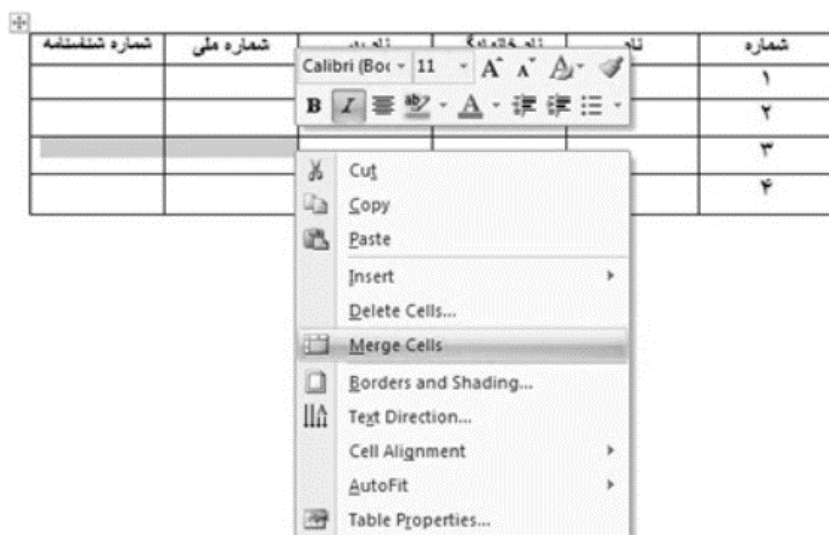 شماره نام شماره ملی شماره شناسنامه
Calibri (Boc 11
B I
۱
۲
۳
۴
Cut
Copy
Paste
Insert
Delete Cells...
Merge Cells
Borders and Shading...
Text Direction...
Cell Alignment
AutoFit
Table Properties...